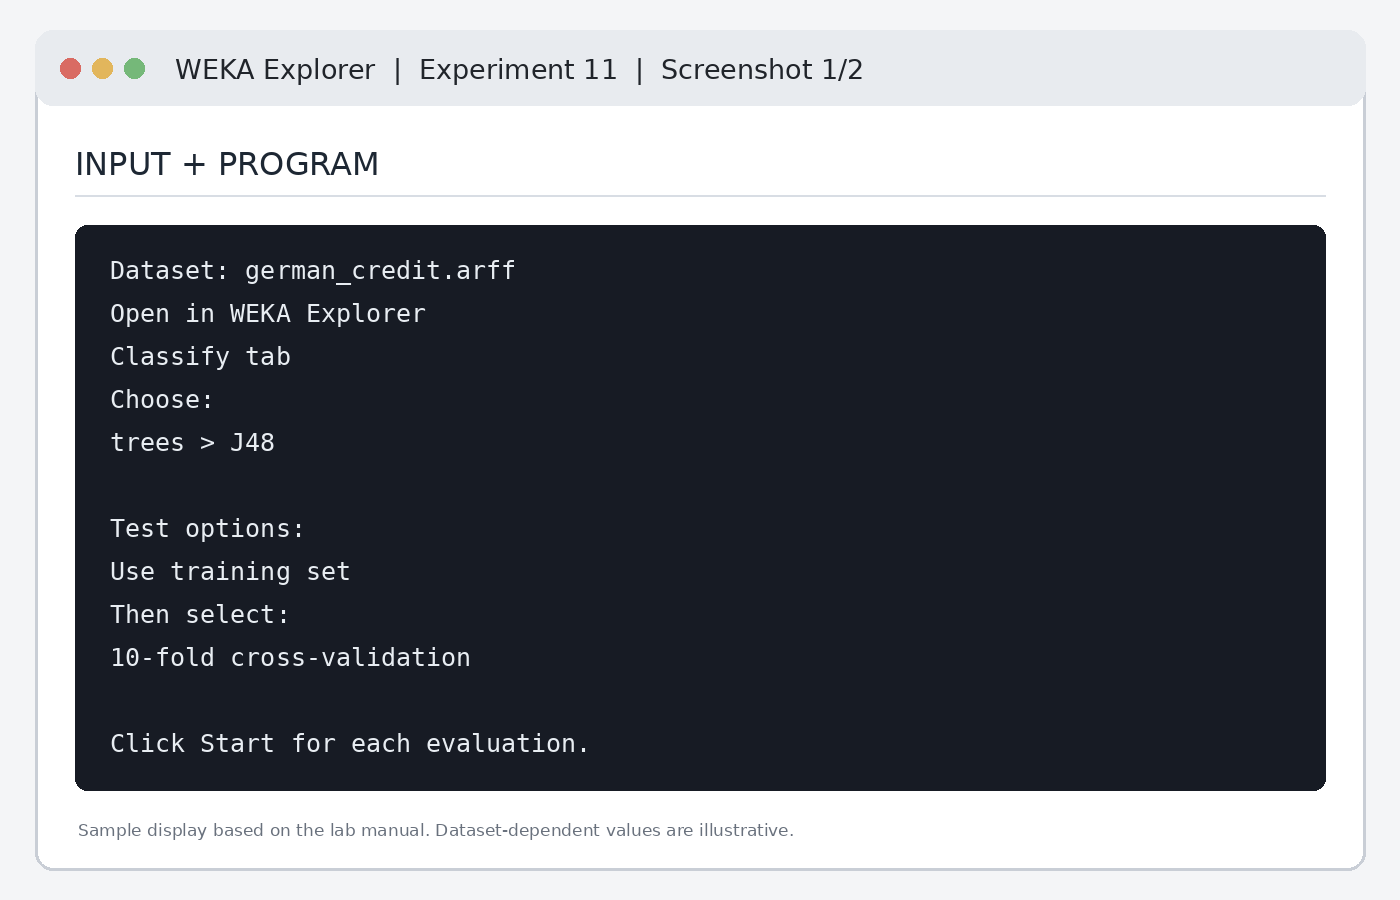 WEKA Explorer | Experiment 11 | Screenshot 1/2
INPUT + PROGRAM
Dataset: german_credit.arff
Open in WEKA Explorer
Classify tab
Choose:
trees > J48
Test options:
Use training set
Then select:
10-fold cross-validation
Click Start for each evaluation.
Sample display based on the lab manual. Dataset-dependent values are illustrative.